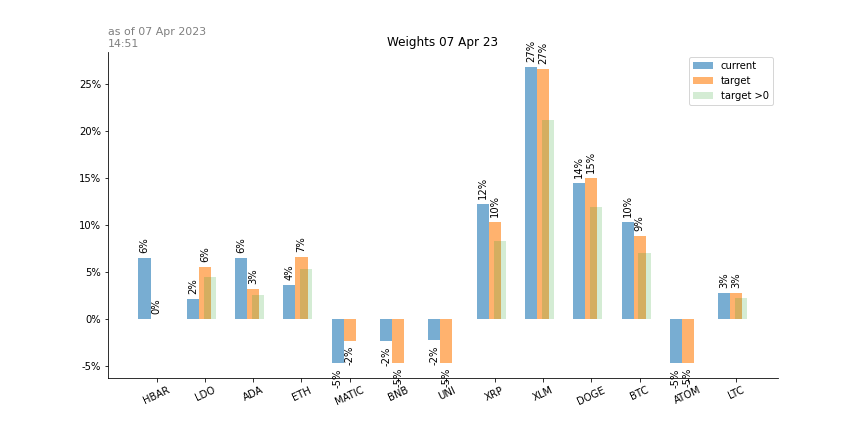 as of 07 Apr 2023
14:51
Weights 07 Apr 23
current
target
target >0
25%
20%
15%
10%
5%
0%
-5%
6%
0%
2%
6%
6%
3%
4%
7%
-5%
-2%
-2%
-5%
-2%
-5%
12%
10%
27%
27%
14%
15%
10%
9%
-5%
-5%
3%
3%
HBAR
LDO
ADA
ETH
MATIC
BNB
UNI
XRP
XLM
DOGE
BTC
ATOM
LTC